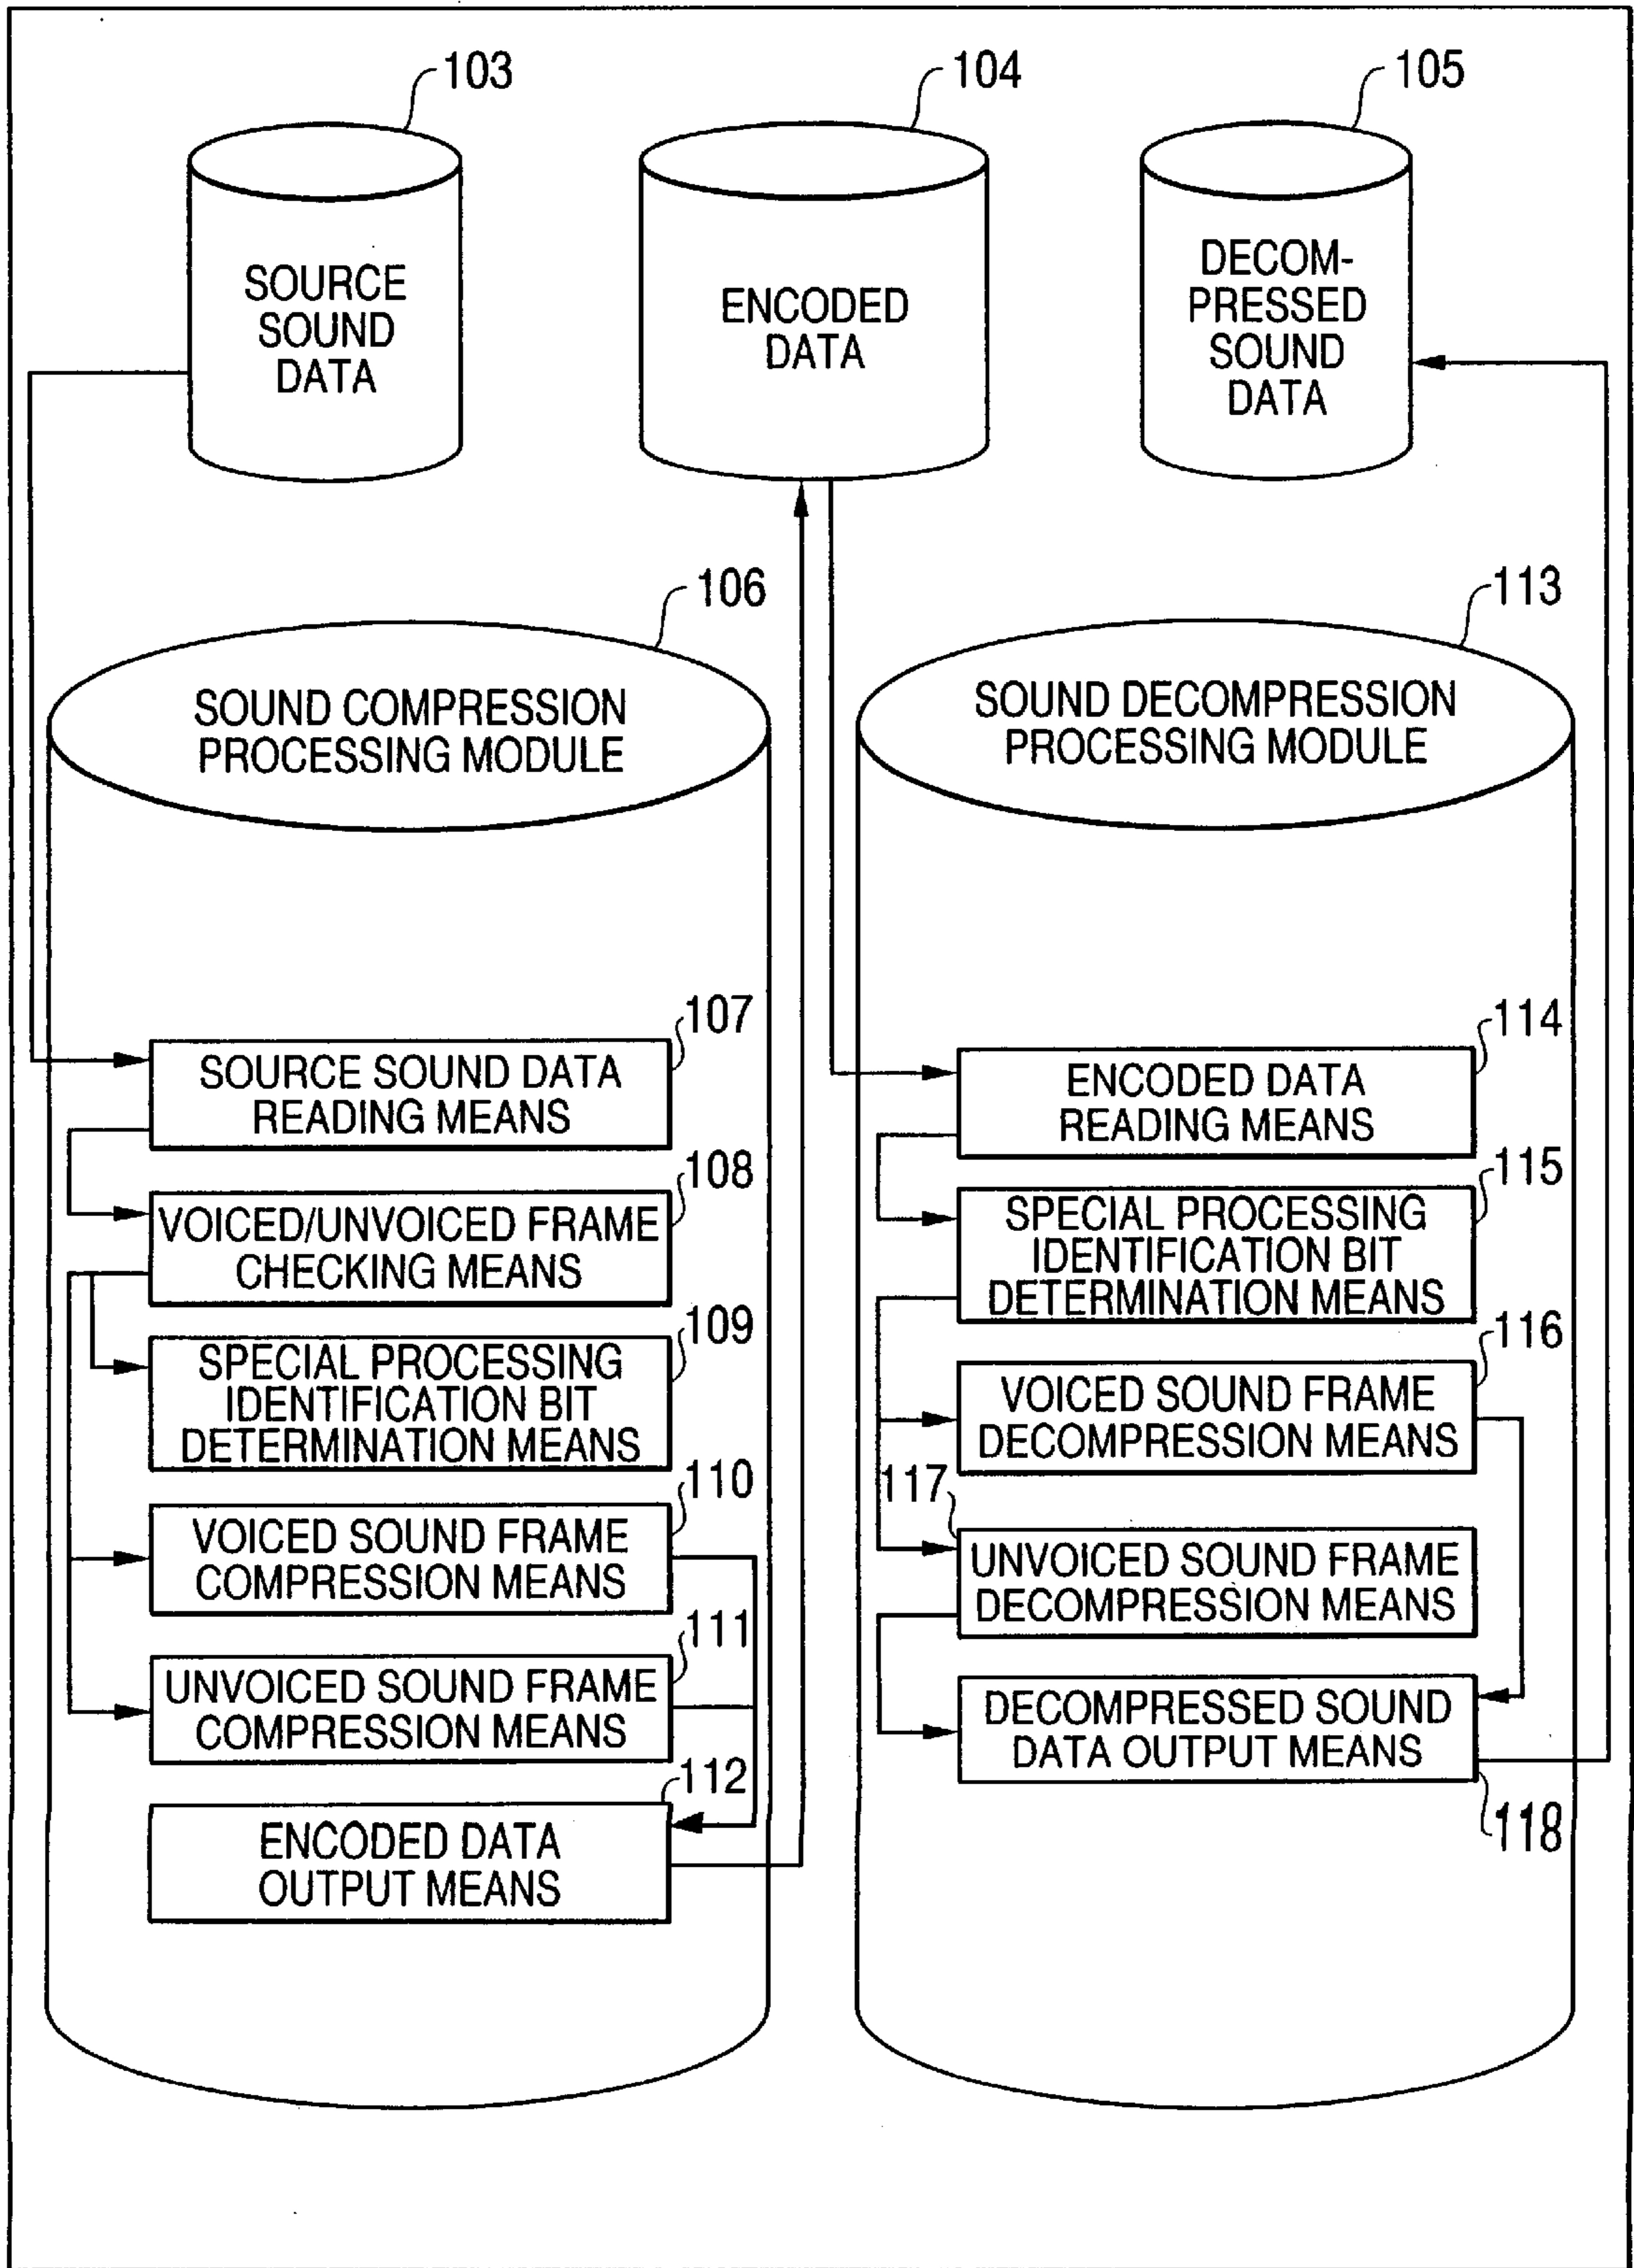 103
104
105
SOURCE
SOUND
DATA
ENCODED
DATA
DECOM-
PRESSED
SOUND
DATA
106
SOUND COMPRESSION
PROCESSING MODULE
107
SOURCE SOUND DATA
READING MEANS
108
VOICED/UNVOICED FRAME
CHECKING MEANS
109
SPECIAL PROCESSING
IDENTIFICATION BIT
DETERMINATION MEANS
110
VOICED SOUND FRAME
COMPRESSION MEANS
111
UNVOICED SOUND FRAME
COMPRESSION MEANS
112
ENCODED DATA
OUTPUT MEANS
113
SOUND DECOMPRESSION
PROCESSING MODULE
114
ENCODED DATA
READING MEANS
115
SPECIAL PROCESSING
IDENTIFICATION BIT
DETERMINATION MEANS
116
VOICED SOUND FRAME
DECOMPRESSION MEANS
117
UNVOICED SOUND FRAME
DECOMPRESSION MEANS
DECOMPRESSED SOUND
DATA OUTPUT MEANS
118